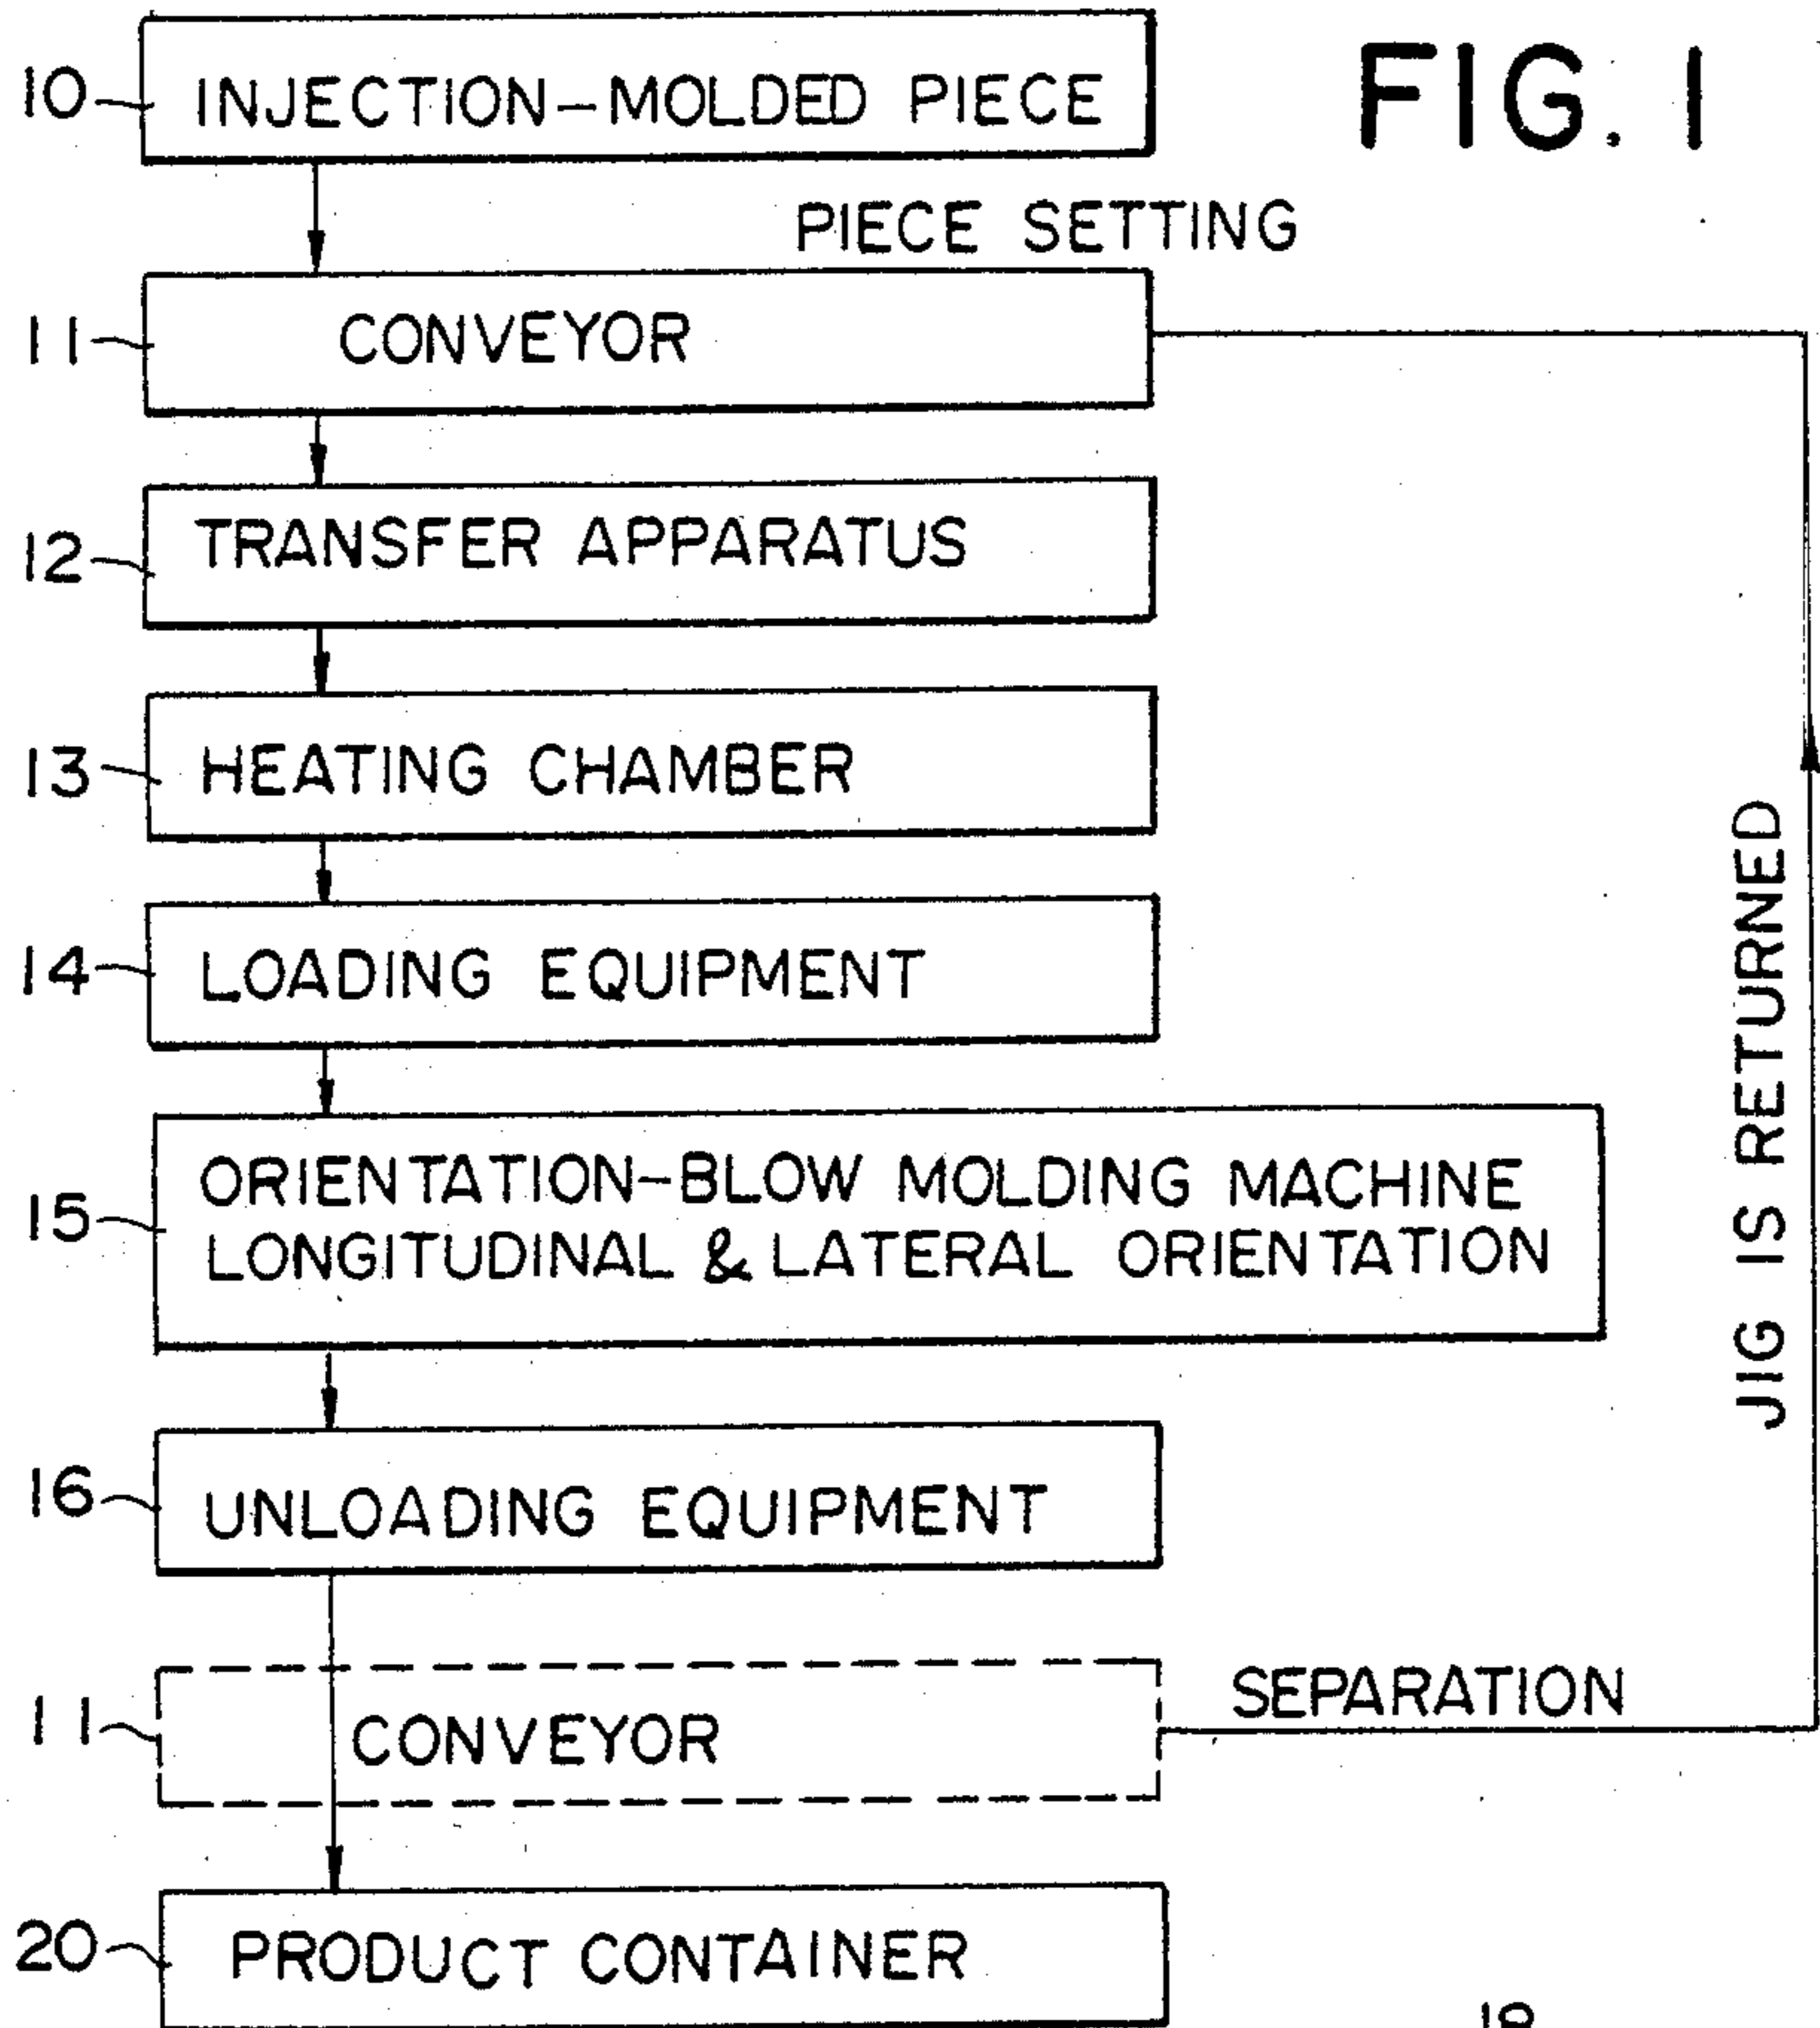 FIG. 1
10 INJECTION-MOLDED PIECE
PIECE SETTING
11 CONVEYOR
12 TRANSFER APPARATUS
13 HEATING CHAMBER
14 LOADING EQUIPMENT
15 ORIENTATION-BLOW MOLDING MACHINE
LONGITUDINAL & LATERAL ORIENTATION
JIG IS RETURNED
16 UNLOADING EQUIPMENT
11 CONVEYOR
SEPARATION
20 PRODUCT CONTAINER
18